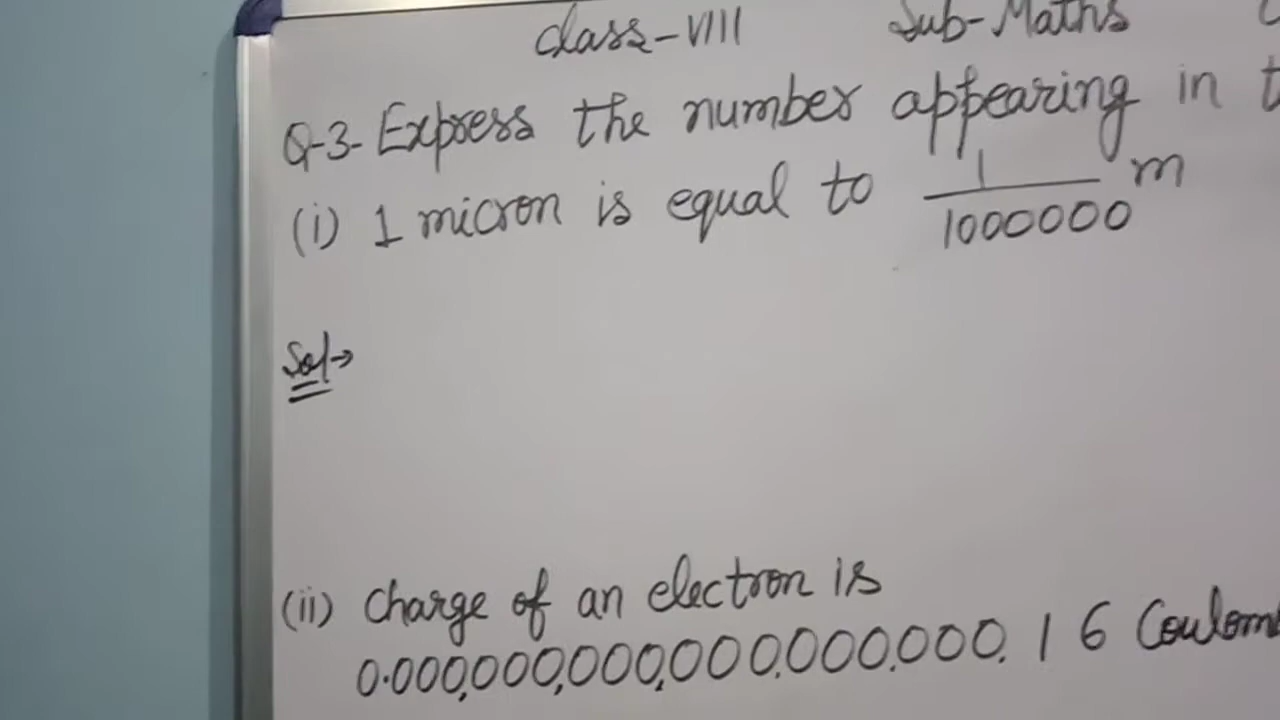 Class-VIII Sub-Maths
Q-3- Express the number appearing in
(i) 1 micron is equal to 1/1000000 m
Sol→
(ii) Charge of an electron is
0.000,000,000,000,000,000,16 Coulomb